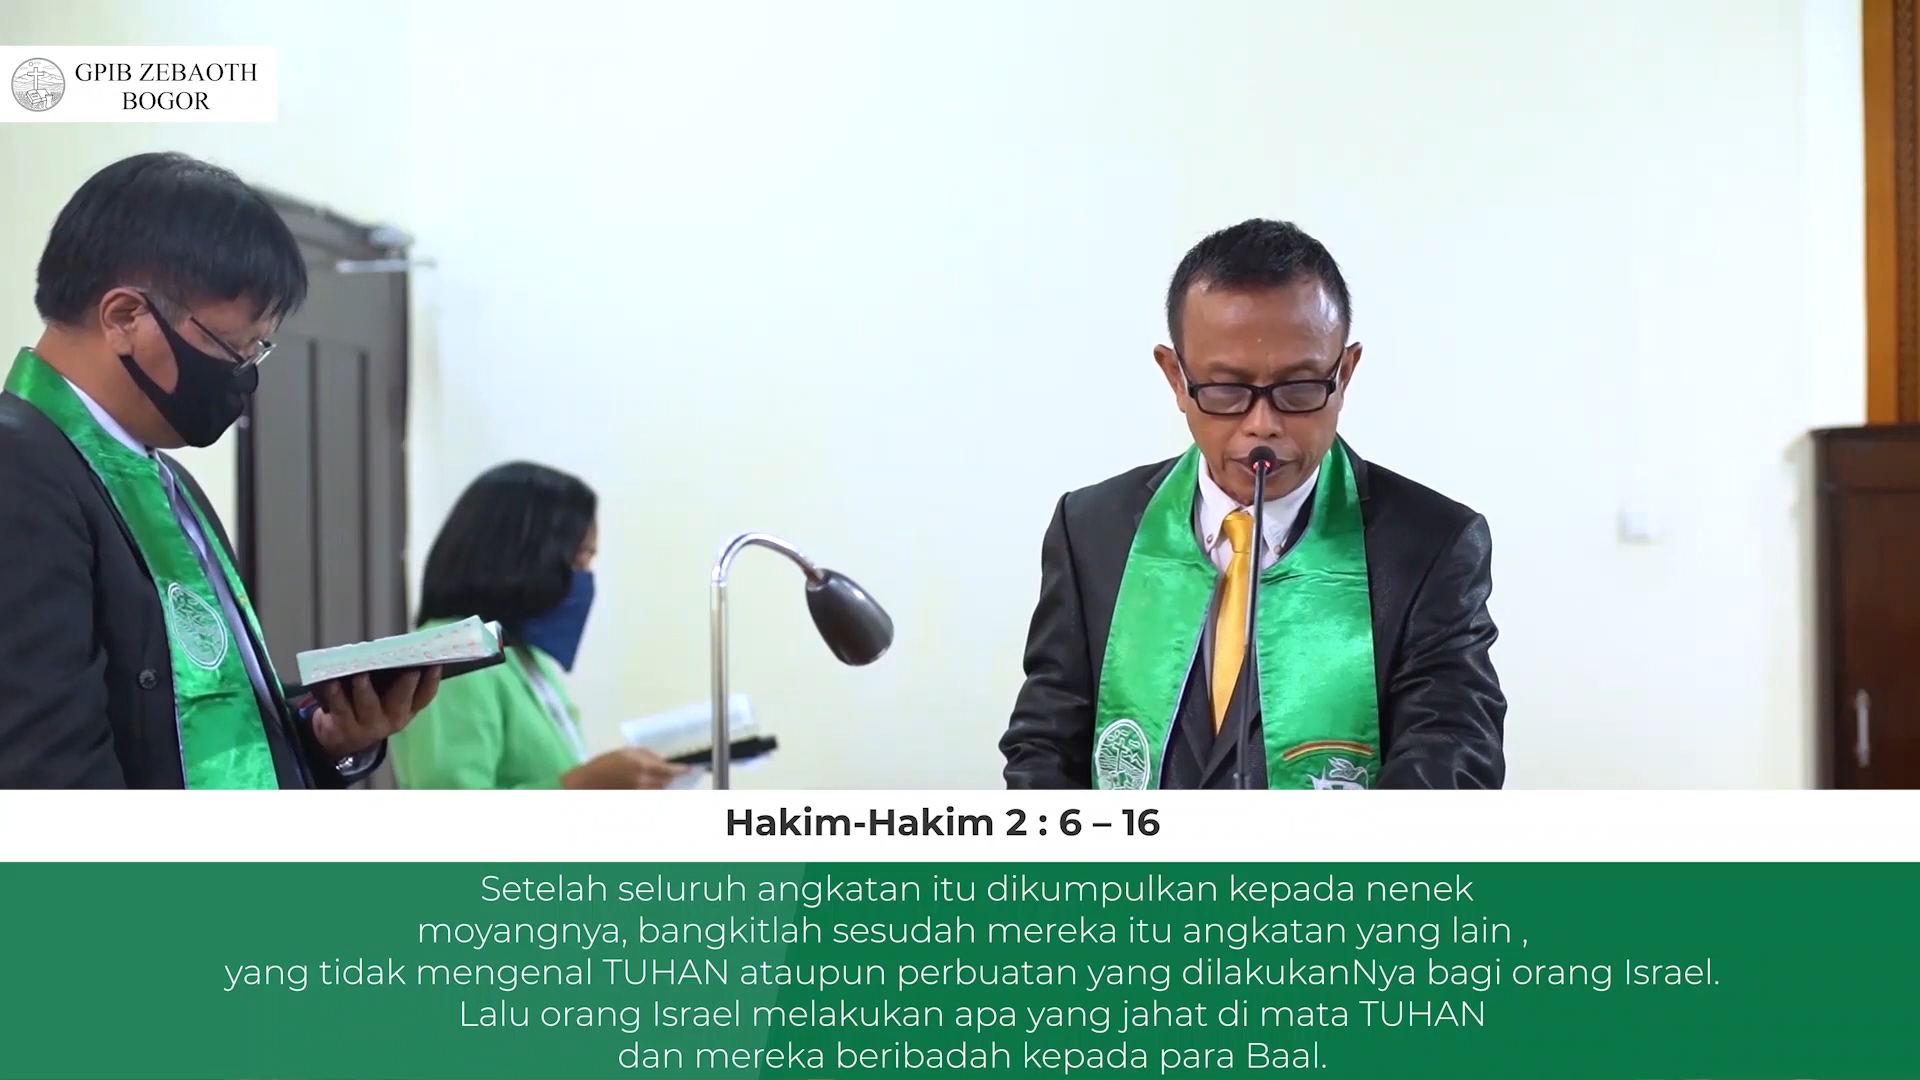 GPIB ZEBAOTH
BOGOR
Hakim-Hakim 2 : 6 – 16
Setelah seluruh angkatan itu dikumpulkan kepada nenek
moyangnya, bangkitlah sesudah mereka itu angkatan yang lain ,
yang tidak mengenal TUHAN ataupun perbuatan yang dilakukanNya bagi orang Israel.
Lalu orang Israel melakukan apa yang jahat di mata TUHAN
dan mereka beribadah kepada para Baal.